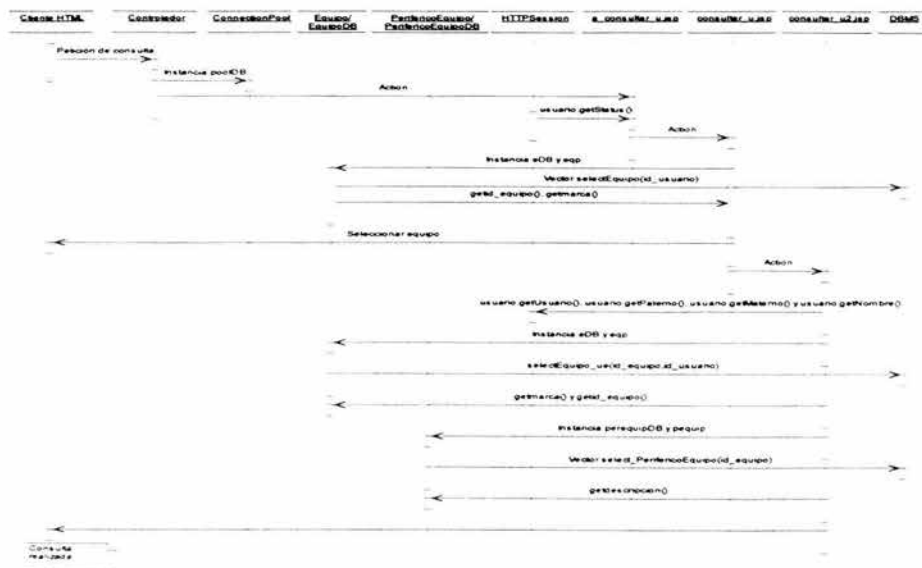 Cliente HTML Controlador ConnectionPool Equipo/ PerifericoEquipo/ HTTPSession a_consultar_u.jsp consultar_u.jsp consultar_u2.jsp DBMS
EquipoDB PerifericoEquipoDB
Petición de consulta
Instancia poolDB
Action
usuario.getStatus()
Action
Instancia eDB y eqp
Vector selectEquipo(id_usuario)
getid_equipo(), getmarca()
Seleccionar equipo
Action
usuario.getUsuario(), usuario.getPaterno(), usuario.getMaterno() y usuario.getNombre()
Instancia eDB y eqp
selectEquipo_ue(id_equipo,id_usuario)
getmarca() y getid_equipo()
Instancia perequipDB y pequip
Vector select_PerifericoEquipo(id_equipo)
getdescripcion()
Consulta
realizada